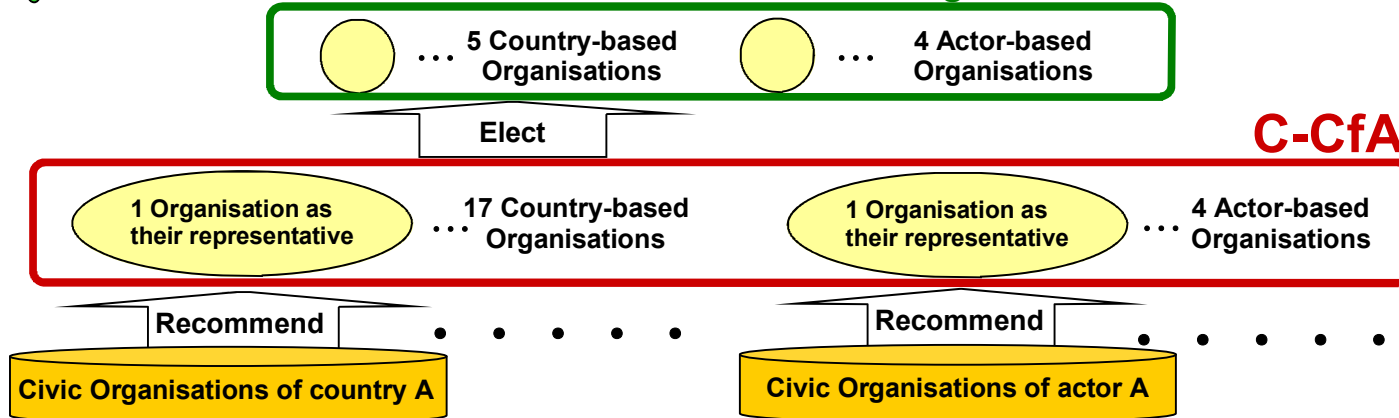 ... 5 Country-based
Organisations
... 4 Actor-based
Organisations
Elect
C-CfA
1 Organisation as
their representative
... 17 Country-based
Organisations
1 Organisation as
their representative
... 4 Actor-based
Organisations
Recommend
• • • • •
Recommend
• • • • •
Civic Organisations of country A
Civic Organisations of actor A